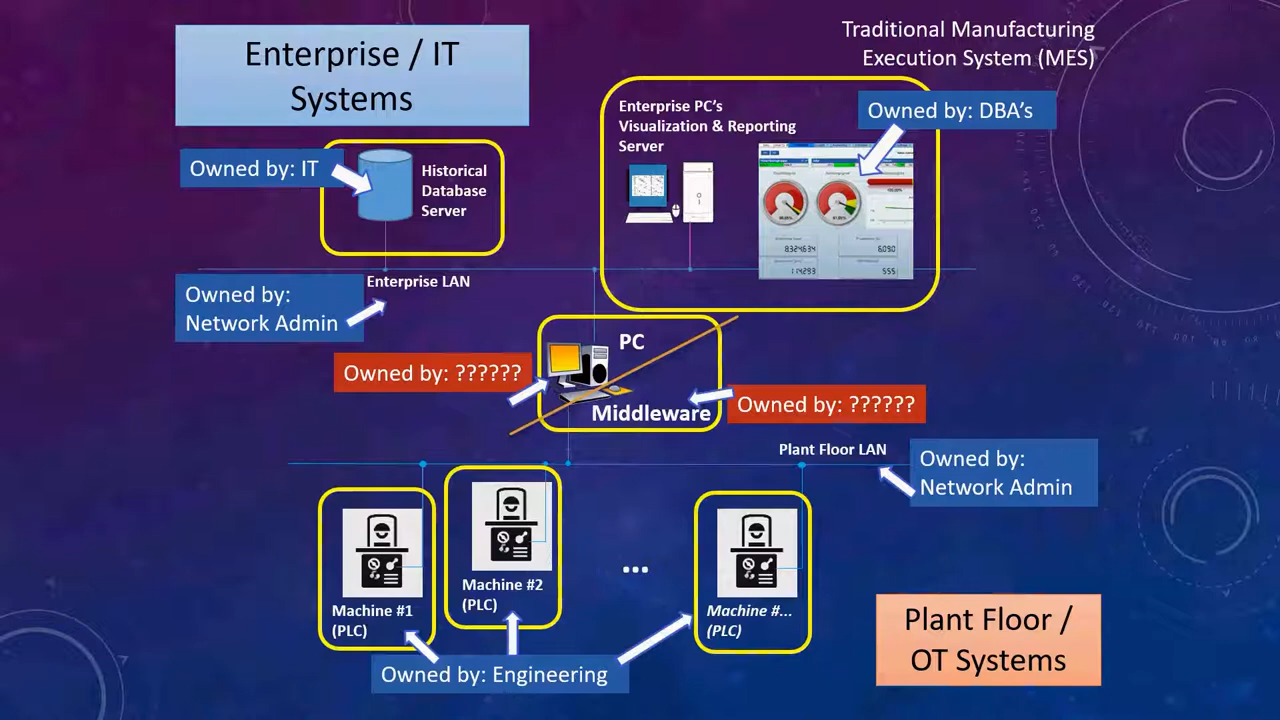 Traditional Manufacturing
Execution System (MES)
Enterprise / IT
Systems
Enterprise PC’s
Visualization & Reporting
Server
Owned by: DBA’s
Owned by: IT
Historical
Database
Server
Enterprise LAN
Owned by:
Network Admin
PC
Owned by: ??????
Middleware
Owned by: ??????
Plant Floor LAN
Owned by:
Network Admin
Machine #1
(PLC)
Machine #2
(PLC)
...
Machine #...
(PLC)
Owned by: Engineering
Plant Floor /
OT Systems